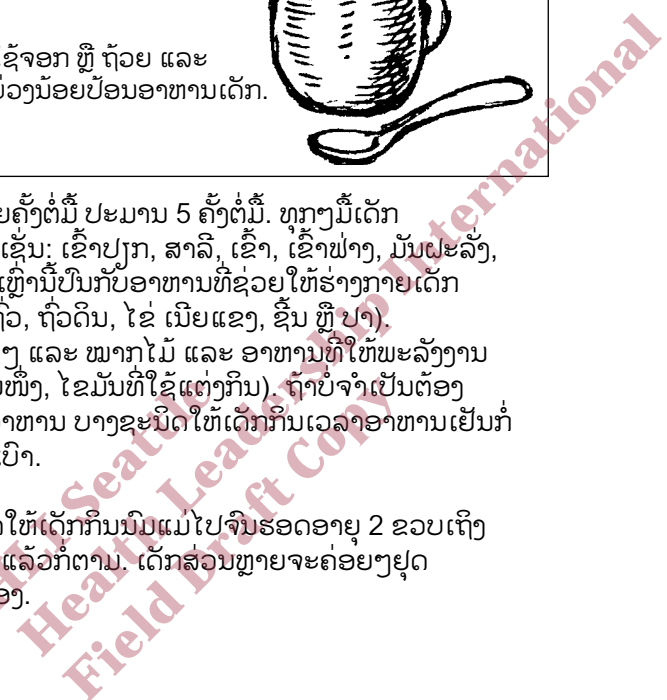 ໃຊ້ຈອກ ຫຼື ຖ້ວຍ ແລະ
ບ່ວງນ້ອຍປ້ອນອາຫານເດັກ.
ຄັ້ງຕໍ່ມື້ ປະມານ 5 ຄັ້ງຕໍ່ມື້. ທຸກໆມື້ເດັກ
ເຊັ່ນ: ເຂົ້າປຽກ, ສາລີ, ເຂົ້າ, ເຂົ້າຟ່າງ, ມັນຝະລັ່ງ,
ເຫຼົ່ານີ້ປົນກັບອາຫານທີ່ຊ່ວຍໃຫ້ຮ່າງກາຍເດັກ
ຖົ່ວ, ຖົ່ວດິນ, ໄຂ່ ເນີຍແຂງ, ຊີ້ນ ຫຼື ປາ).
ໆ ແລະ ໝາກໄມ້ ແລະ ອາຫານທີ່ໃຫ້ພະລັງງານ
ໜຶ່ງ, ໄຂມັນທີ່ໃຊ້ແຕ່ງກິນ). ຖ້າບໍ່ຈຳເປັນຕ້ອງ
ອາຫານ ບາງຊະນິດໃຫ້ເດັກກິນເວລາອາຫານເຢັນກໍ່
ເບົາ.
ໃຫ້ເດັກກິນນົມແມ່ໄປຈົນຮອດອາຍຸ 2 ຂວບເຖິງ
ແລ້ວກໍ່ຕາມ. ເດັກສ່ວນຫຼາຍຈະຄ່ອຍໆຢຸດ
ອງ.
HLI Seattle
Health Leadership International
Field Draft Copy